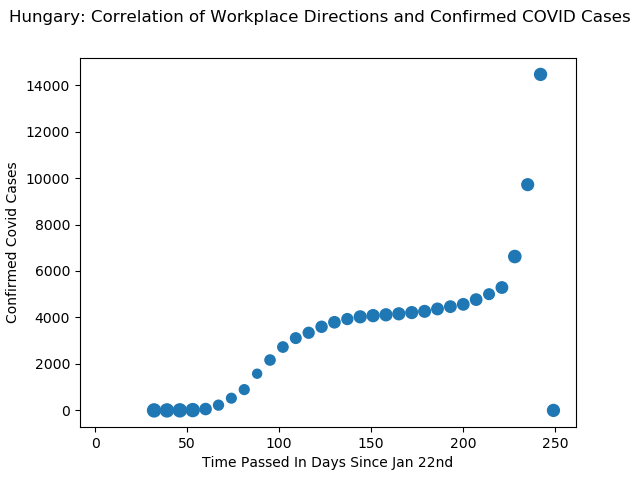 Hungary: Correlation of Workplace Directions and Confirmed COVID Cases
14000
12000
10000
8000
6000
4000
2000
0
Confirmed Covid Cases
0 50 100 150 200 250
Time Passed In Days Since Jan 22nd